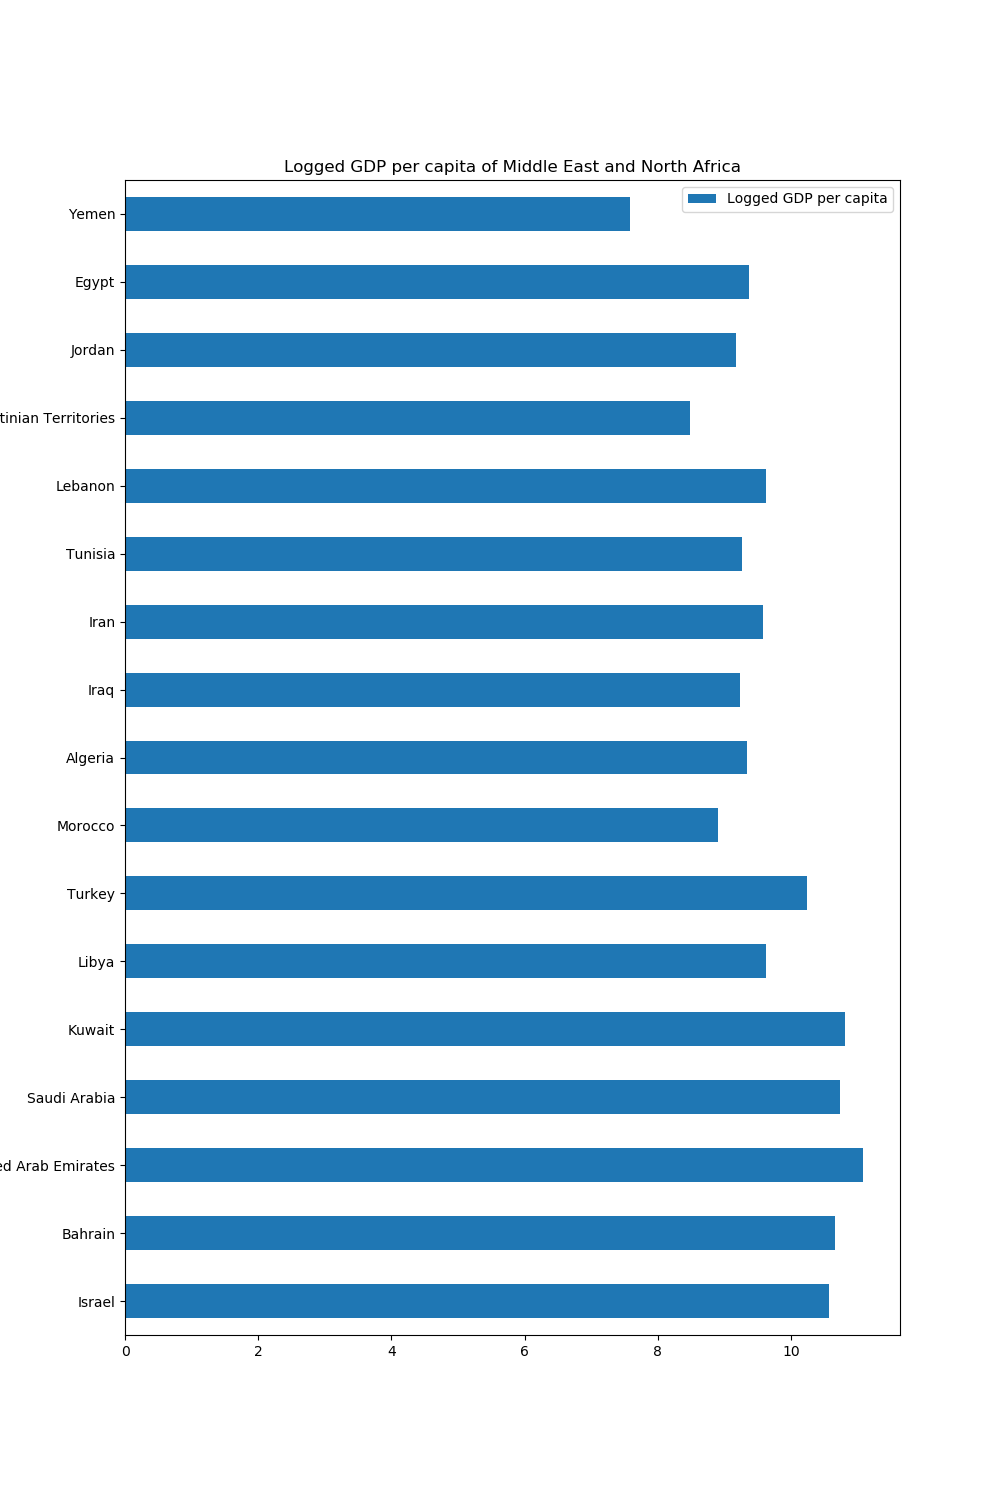 Logged GDP per capita of Middle East and North Africa
Logged GDP per capita
Yemen
Egypt
Jordan
tinian Territories
Lebanon
Tunisia
Iran
Iraq
Algeria
Morocco
Turkey
Libya
Kuwait
Saudi Arabia
ed Arab Emirates
Bahrain
Israel
0 2 4 6 8 10